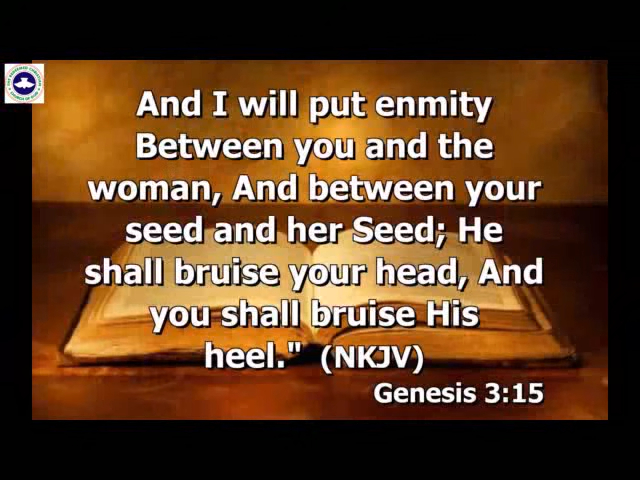 And I will put enmity
Between you and the
woman, And between your
seed and her Seed; He
shall bruise your head, And
you shall bruise His
heel." (NKJV)
Genesis 3:15